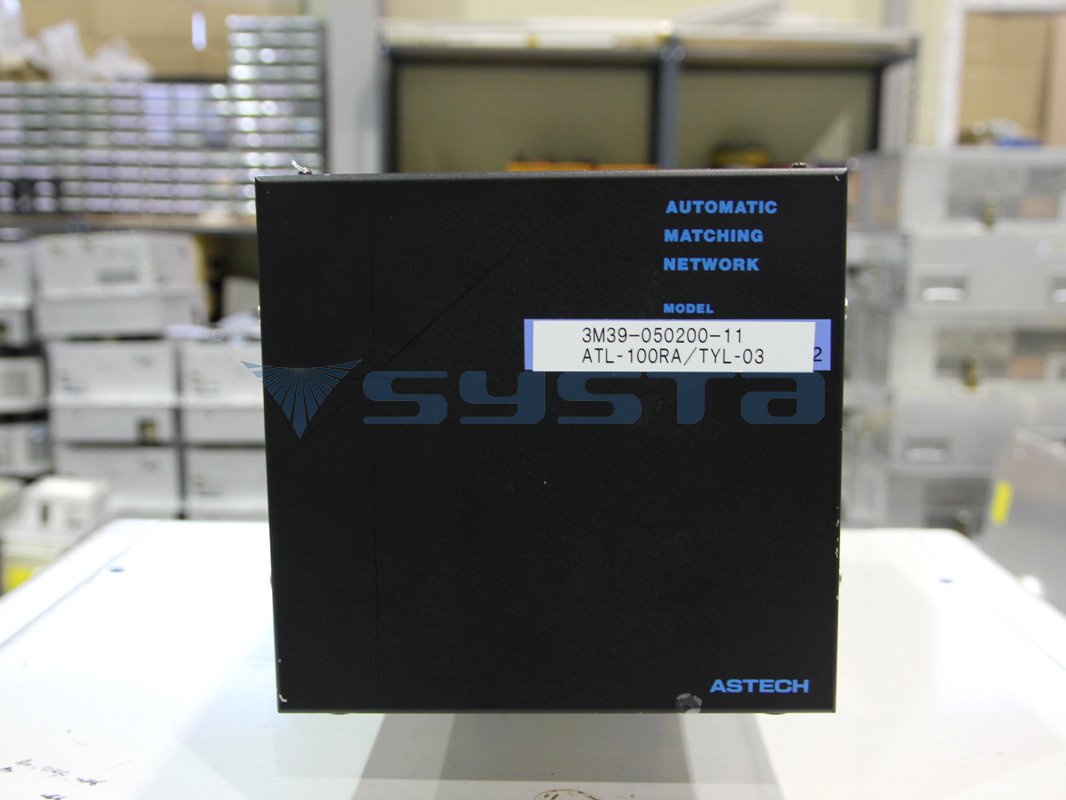 AUTOMATIC
MATCHING
NETWORK
MODEL
3M39-050200-11
ATL-100RA/TYL-03
2
systa
ASTECH